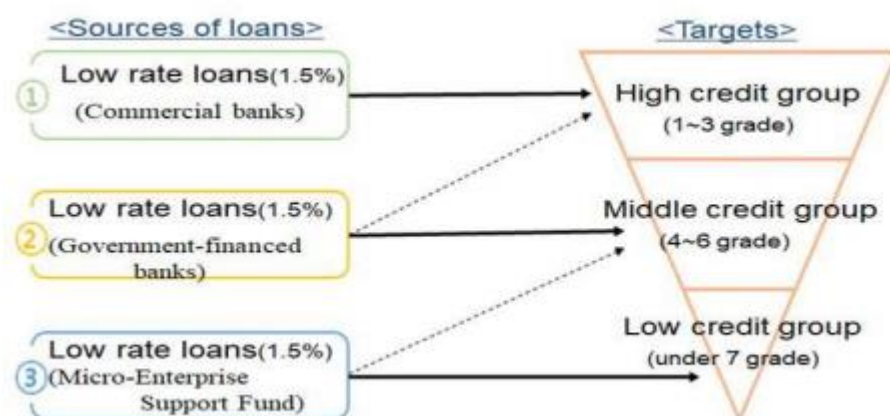 <Sources of loans>
<Targets>
① Low rate loans(1.5%)
(Commercial banks)
High credit group
(1~3 grade)
② Low rate loans(1.5%)
(Government-financed
banks)
Middle credit group
(4~6 grade)
③ Low rate loans(1.5%)
(Micro-Enterprise
Support Fund)
Low credit group
(under 7 grade)